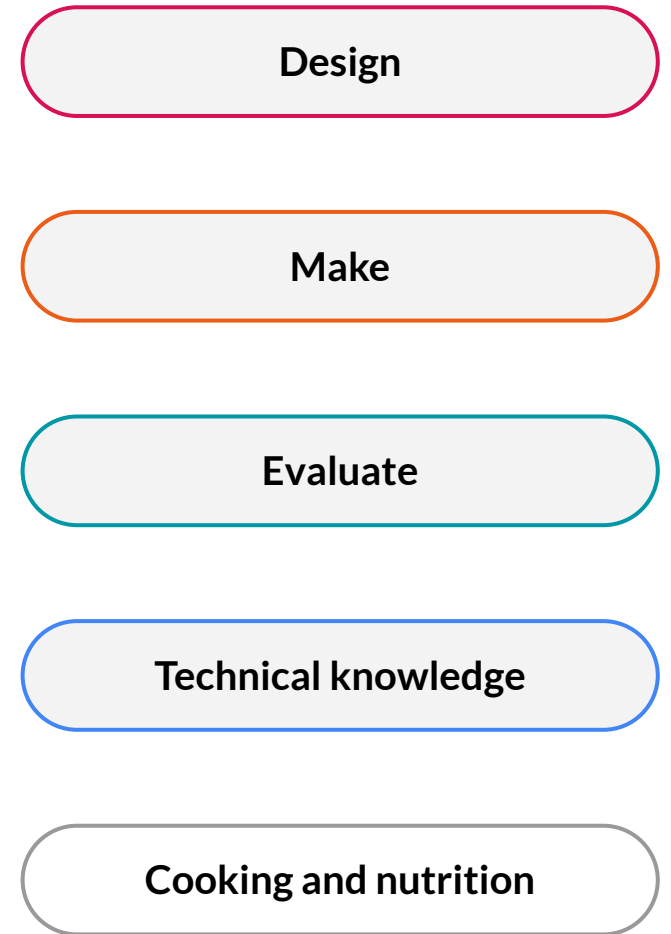 Design
Make
Evaluate
Technical knowledge
Cooking and nutrition